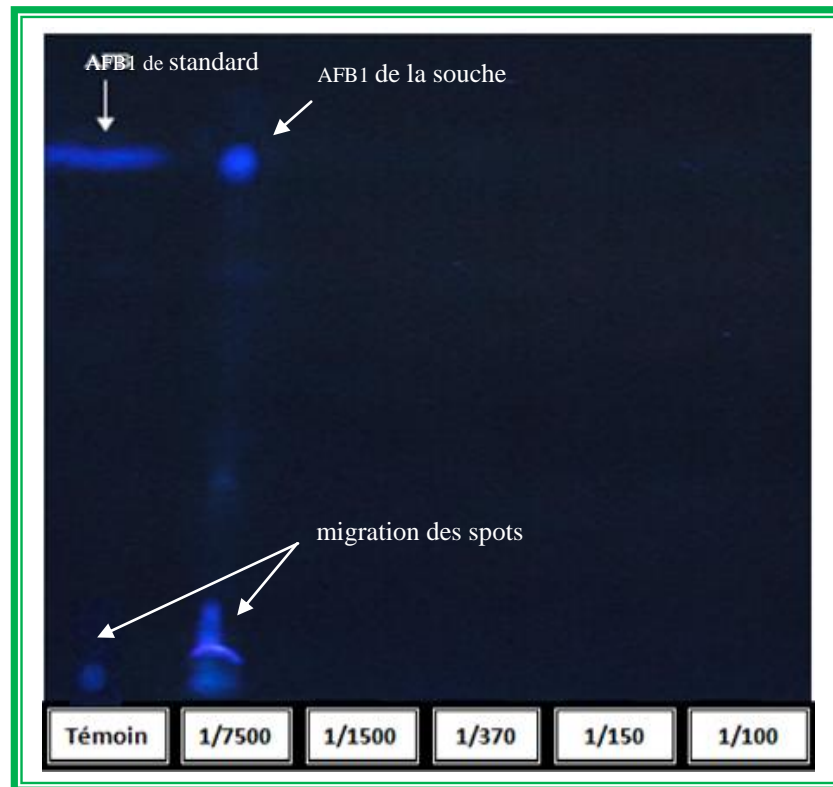 AFB1 de standard
AFB1 de la souche
migration des spots
Témoin 1/7500 1/1500 1/370 1/150 1/100